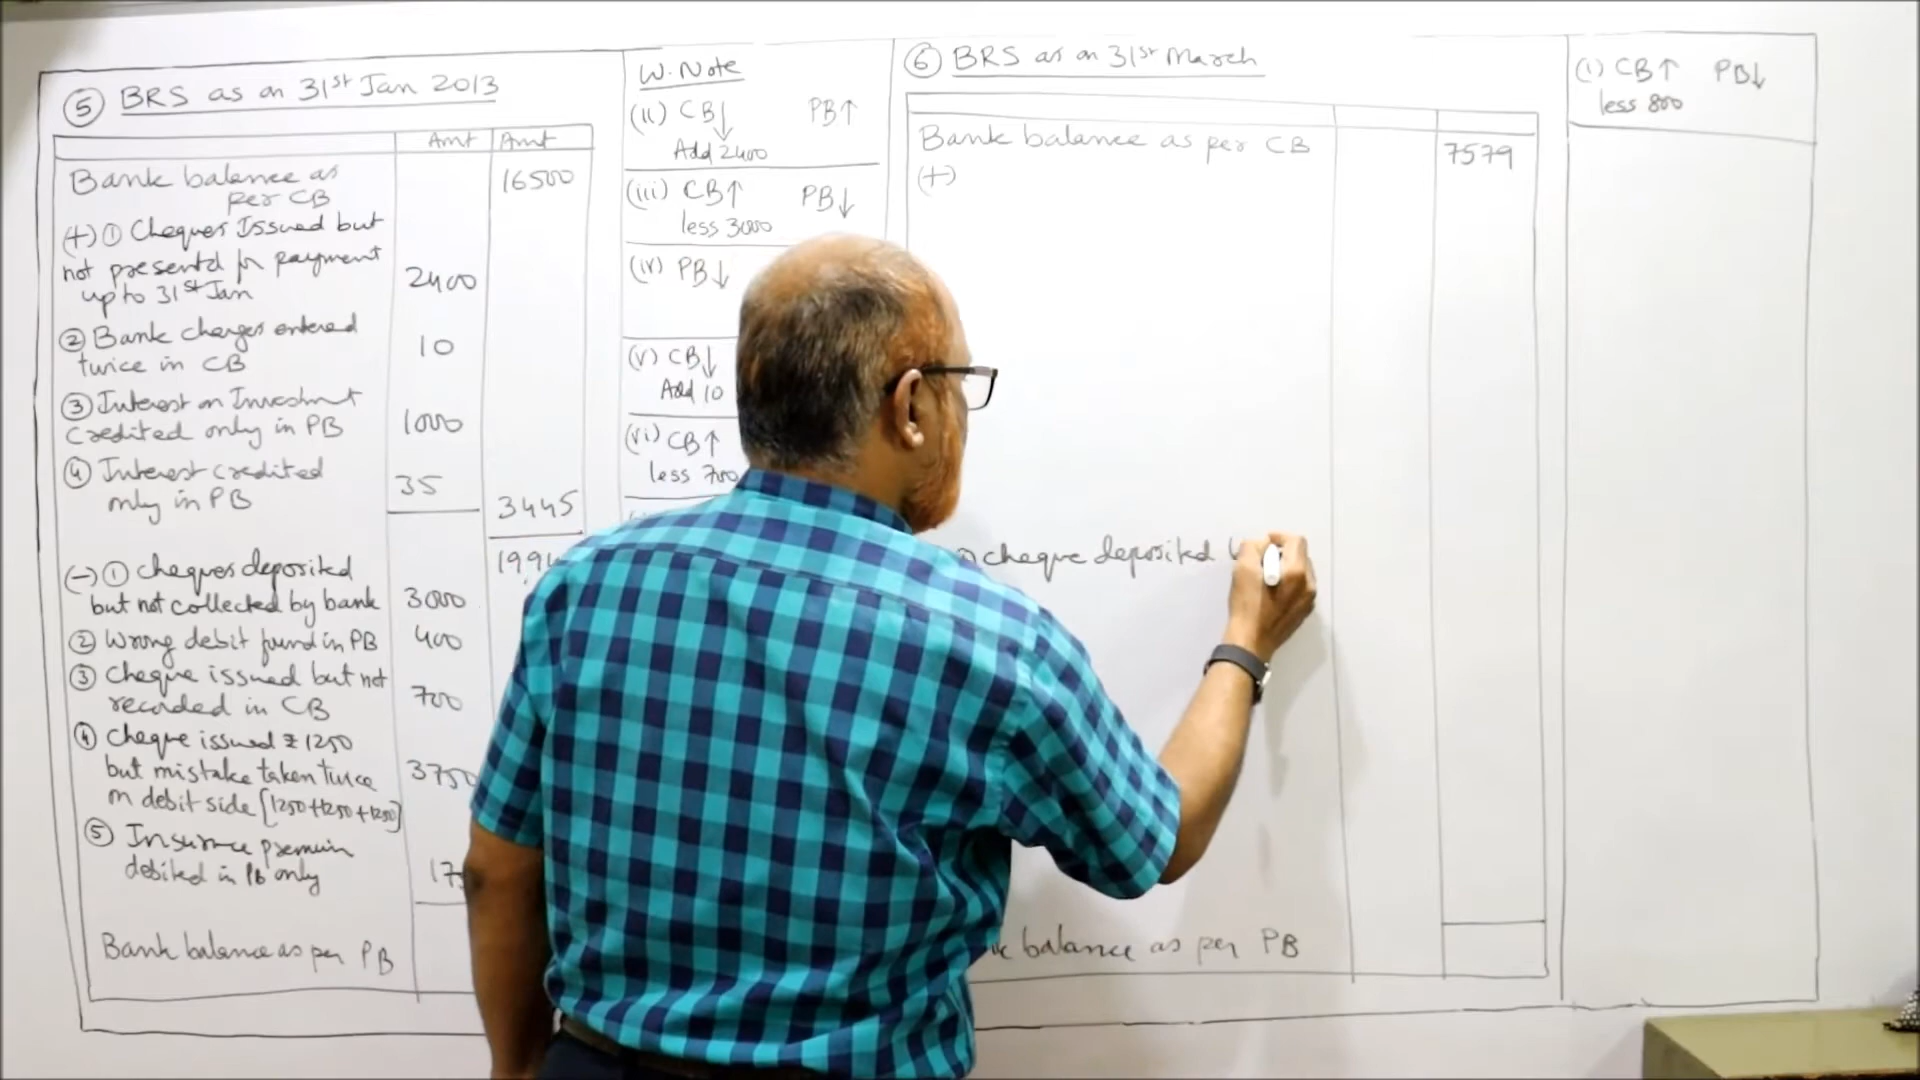 ⑤ BRS as on 31st Jan 2013
Amt Amt
Bank balance as
per CB
16500
(+) ① Cheques Issued but
not presentd for payment
up to 31st Jan
2400
② Bank charges entered
twice in CB
10
③ Interest on Investment
credited only in PB
1000
④ Interest credited
only in PB
35
3445
19,9
(-) ① cheques deposited
but not collected by bank
3000
② Wrong debit found in PB
400
③ Cheque issued but not
recorded in CB
700
④ Cheque issued ₹ 1250
but mistake taken twice
on debit side [1250+1250+1250]
3750
⑤ Insurance premium
debited in PB only
17
Bank balance as per PB
W. Note
(ii) CB↓ PB↑
Add 2400
(iii) CB↑ PB↓
less 3000
(iv) PB↓
(v) CB↓
Add 10
(vi) CB↑
less 700
⑥ BRS as on 31st March
Bank balance as per CB
7579
(+)
cheque deposited
balance as per PB
(i) CB↑ PB↓
less 800